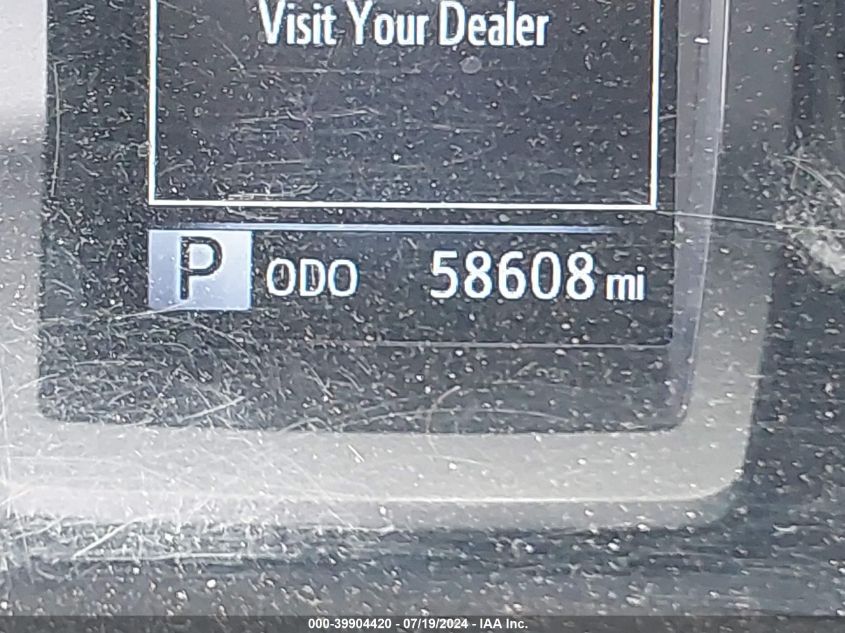 Visit Your Dealer
P ODO 58608 mi
000-39904420 - 07/19/2024 - IAA Inc.